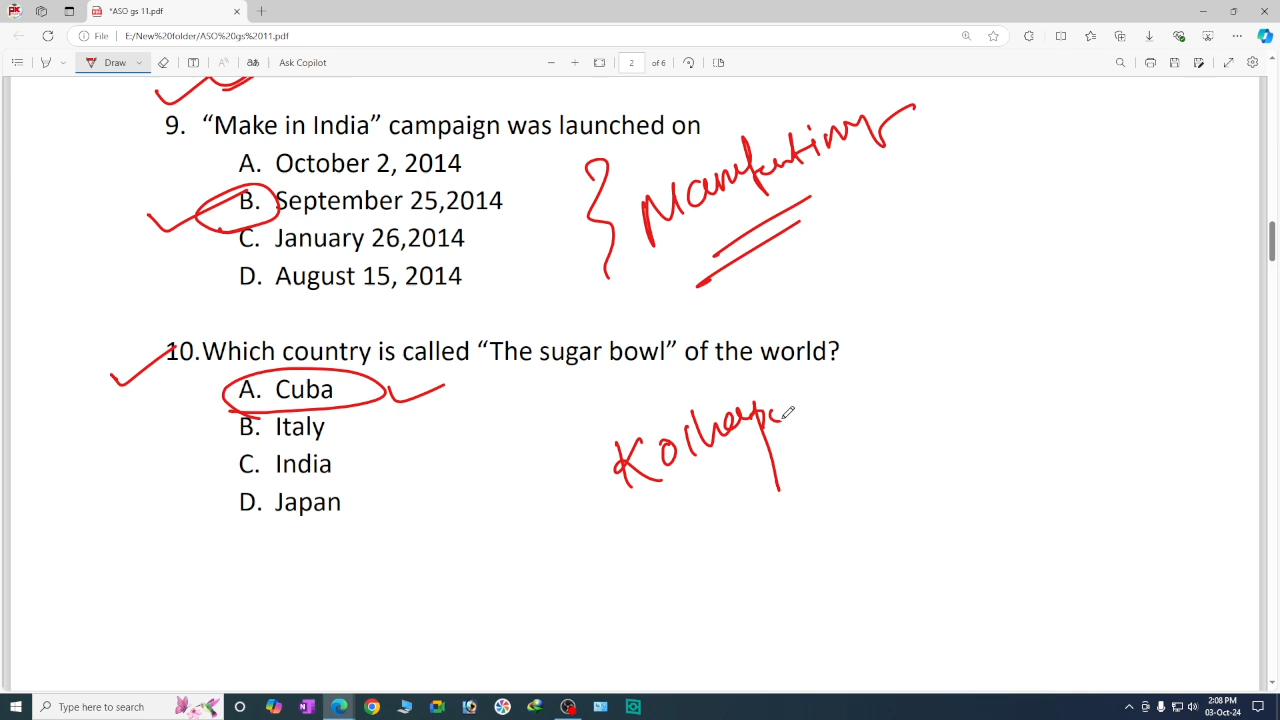 *ASO gs 11.pdf
File E:/New%20folder/ASO%20gs%2011.pdf
Draw Ask Copilot 2 of 6
9. “Make in India” campaign was launched on
A. October 2, 2014
B. September 25,2014
C. January 26,2014
D. August 15, 2014
10.Which country is called “The sugar bowl” of the world?
A. Cuba
B. Italy
C. India
D. Japan
Type here to search
2:08 PM
03-Oct-24